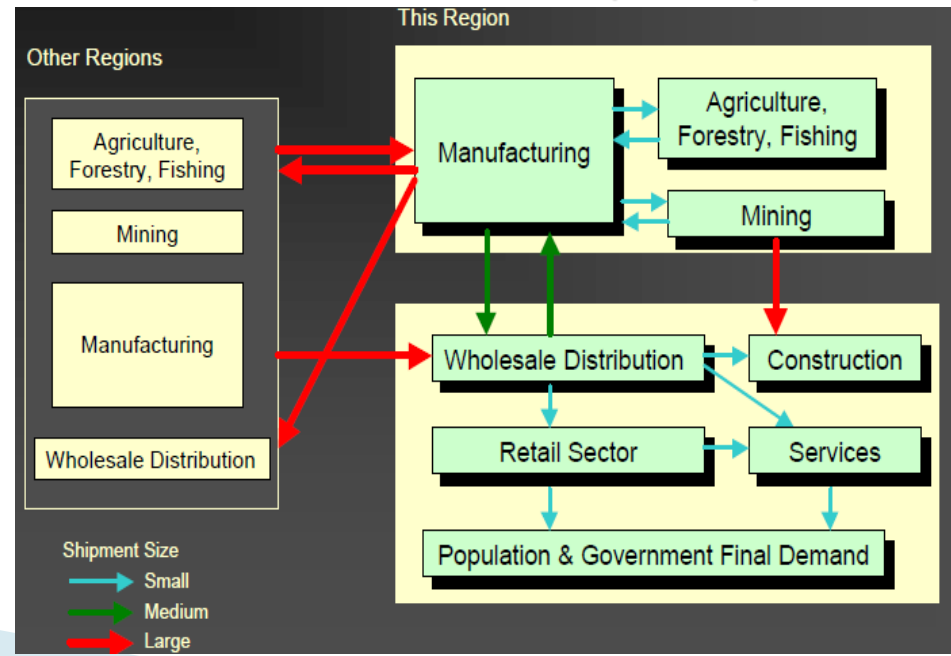 This Region
Other Regions
Agriculture,
Forestry, Fishing
Mining
Manufacturing
Wholesale Distribution
Manufacturing
Agriculture,
Forestry, Fishing
Mining
Wholesale Distribution
Construction
Retail Sector
Services
Population & Government Final Demand
Shipment Size
Small
Medium
Large